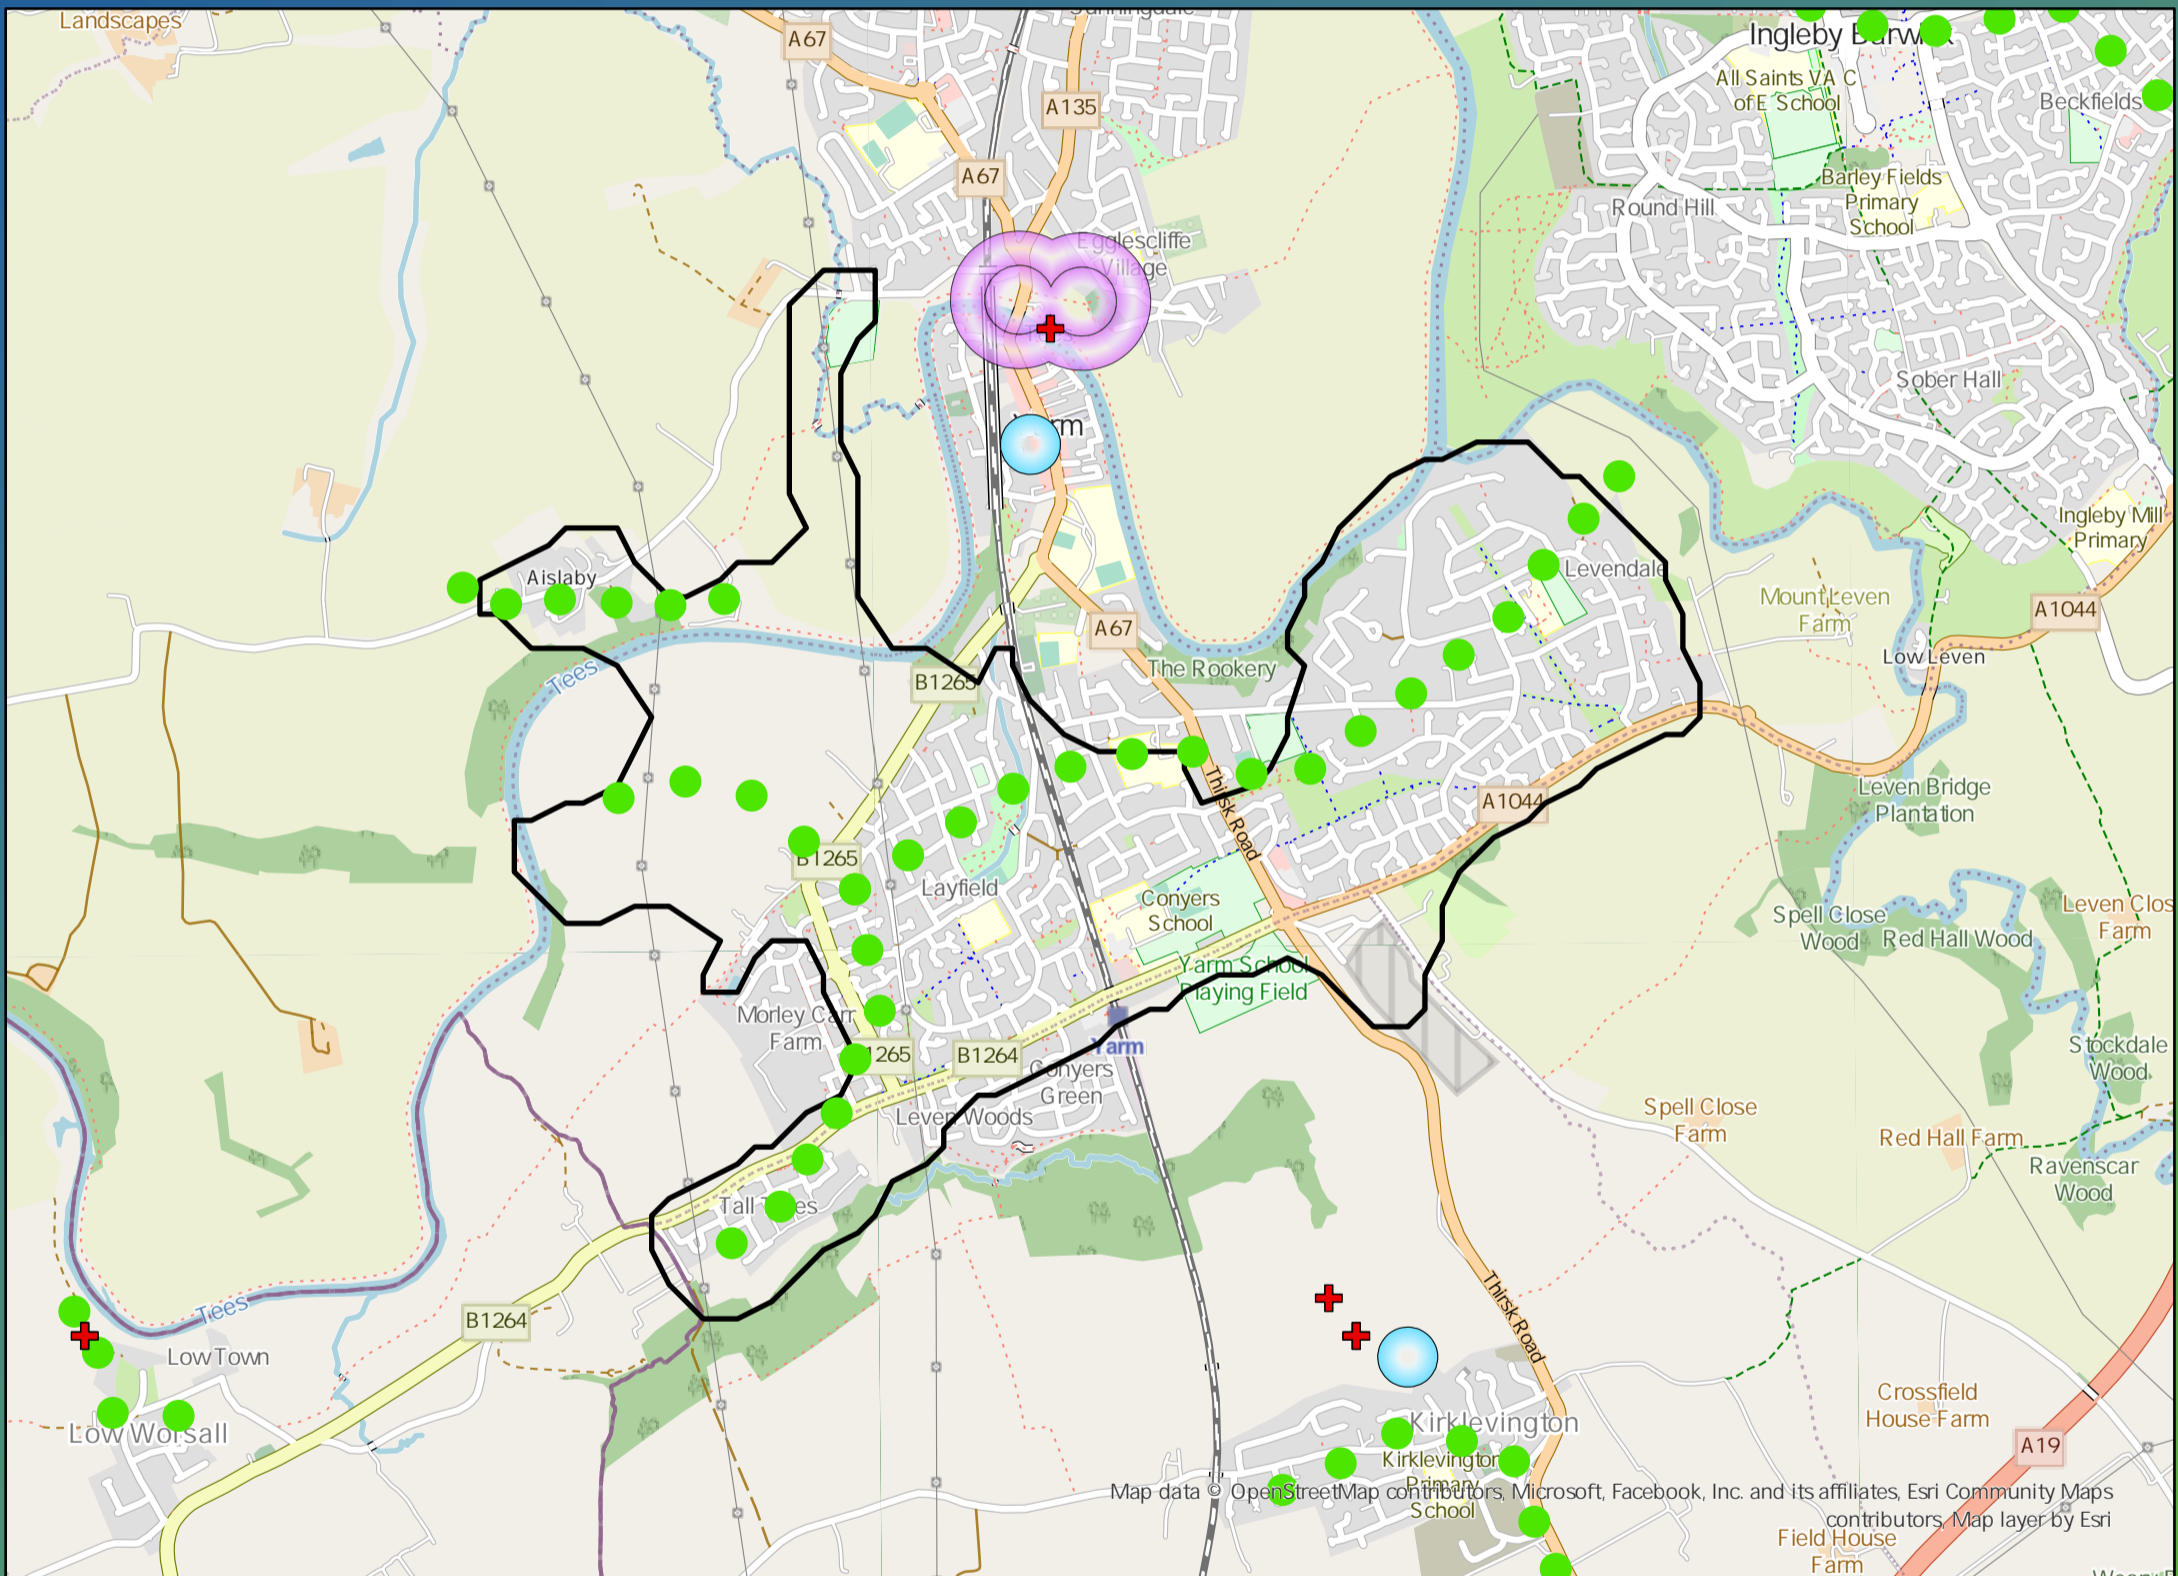 Landscapes
Sunningdale
A67
Ingleby Barwick
All Saints VA C
of E School
A135
Beckfields
A67
Barley Fields
Primary
School
Round Hill
Egglescliffe
Village
Sober Hall
Yarm
Ingleby Mill
Primary
Aislaby
Levendale
Mount Leven
Farm
A1044
A67
Low Leven
The Rookery
Tees
B1265
Thirsk Road
A1044
Leven Bridge
Plantation
B1265
Layfield
Conyers
School
Spell Close
Wood
Red Hall Wood
Leven Clos
Farm
Yarm School
Playing Field
Morley Carr
Farm
1265
B1264
Yarm
Conyers
Green
Stockdale
Wood
Leven Woods
Spell Close
Farm
Red Hall Farm
Ravenscar
Wood
Tall Trees
Tees
B1264
Thirsk Road
Low Town
Low Worsall
Crossfield
House Farm
Kirklevington
A19
Kirklevington
Primary
School
Map data © OpenStreetMap contributors, Microsoft, Facebook, Inc. and its affiliates, Esri Community Maps
contributors, Map layer by Esri
Field House
Farm